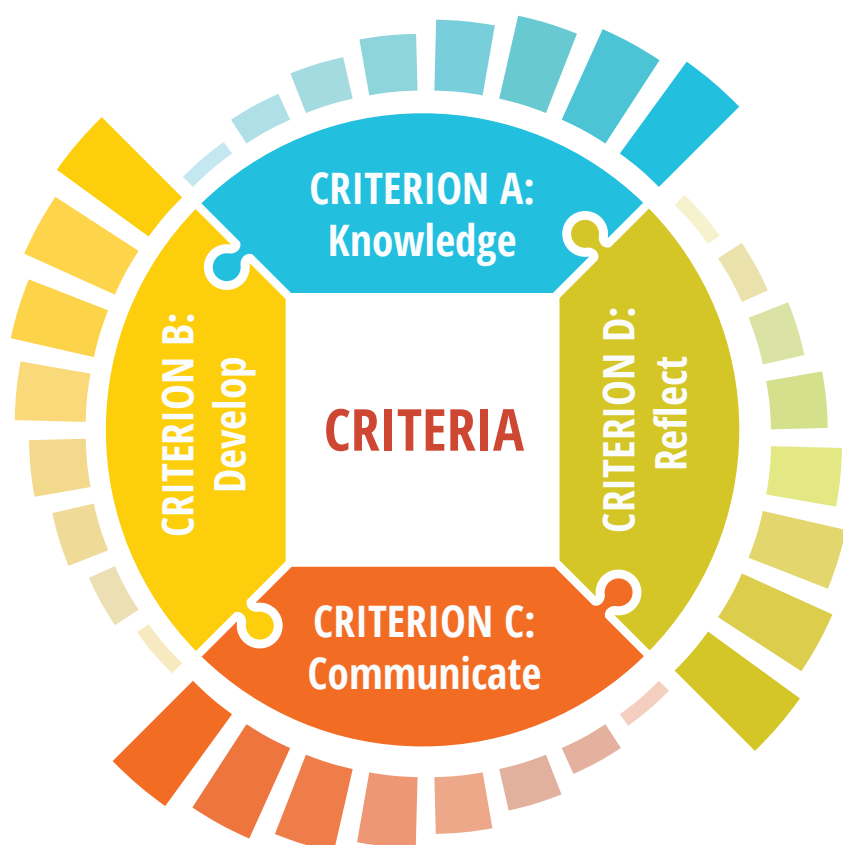 CRITERION A:
Knowledge
CRITERION B:
Develop
CRITERIA
CRITERION D:
Reflect
CRITERION C:
Communicate